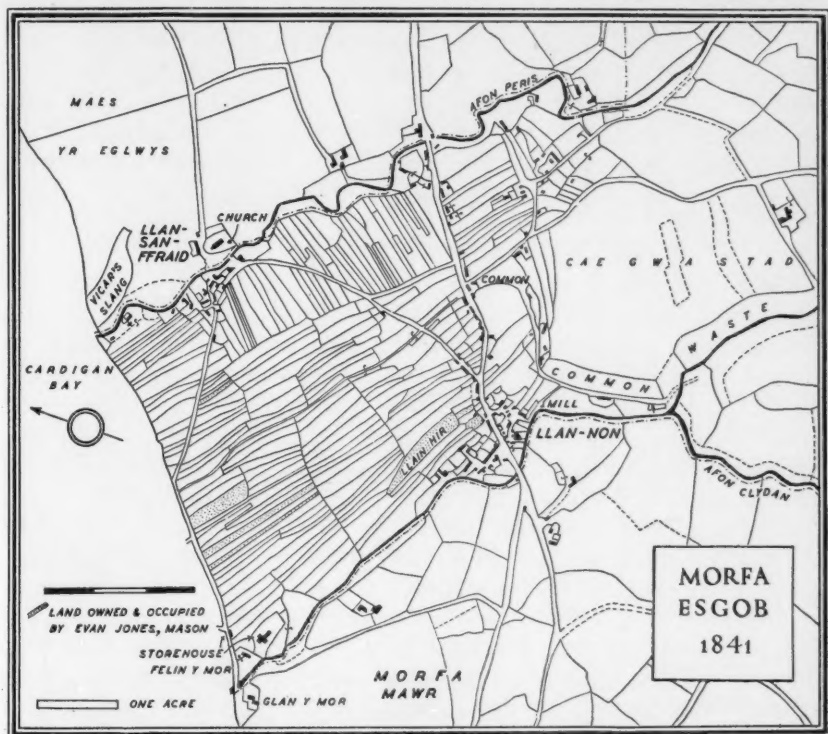 MAES
YR EGLWYS
AFON PERIS
LLAN-
SAN-
FFRAID
CHURCH
VICAR'S
SLANG
CAE GWASTAD
COMMON
CARDIGAN
BAY
COMMON WASTE
MILL
LLAN-NON
LLAIN HIR
AFON CLYDAN
LAND OWNED & OCCUPIED
BY EVAN JONES, MASON
STOREHOUSE
FELIN Y MOR
GLAN Y MOR
MORFA
MAWR
ONE ACRE
MORFA
ESGOB
1841